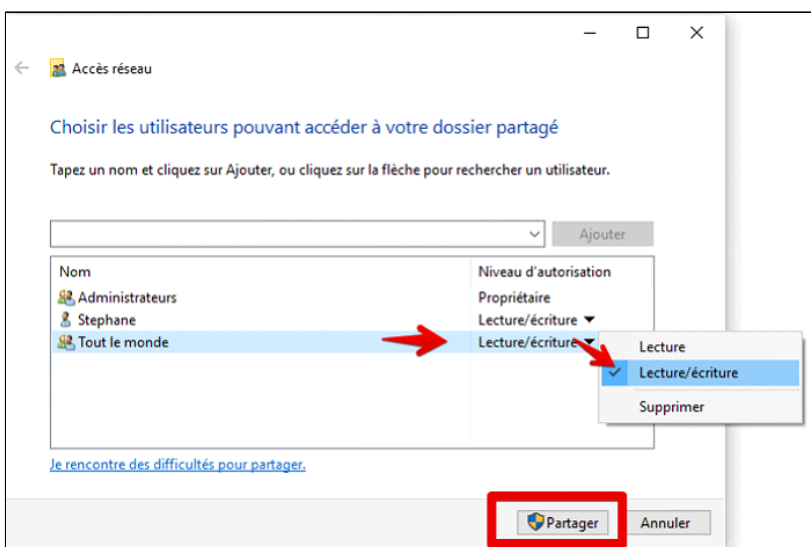 Accès réseau
Choisir les utilisateurs pouvant accéder à votre dossier partagé
Tapez un nom et cliquez sur Ajouter, ou cliquez sur la flèche pour rechercher un utilisateur.
Ajouter
Nom Niveau d'autorisation
Administrateurs Propriétaire
Stephane Lecture/écriture
Tout le monde Lecture/écriture
Lecture
Lecture/écriture
Supprimer
Je rencontre des difficultés pour partager.
Partager Annuler